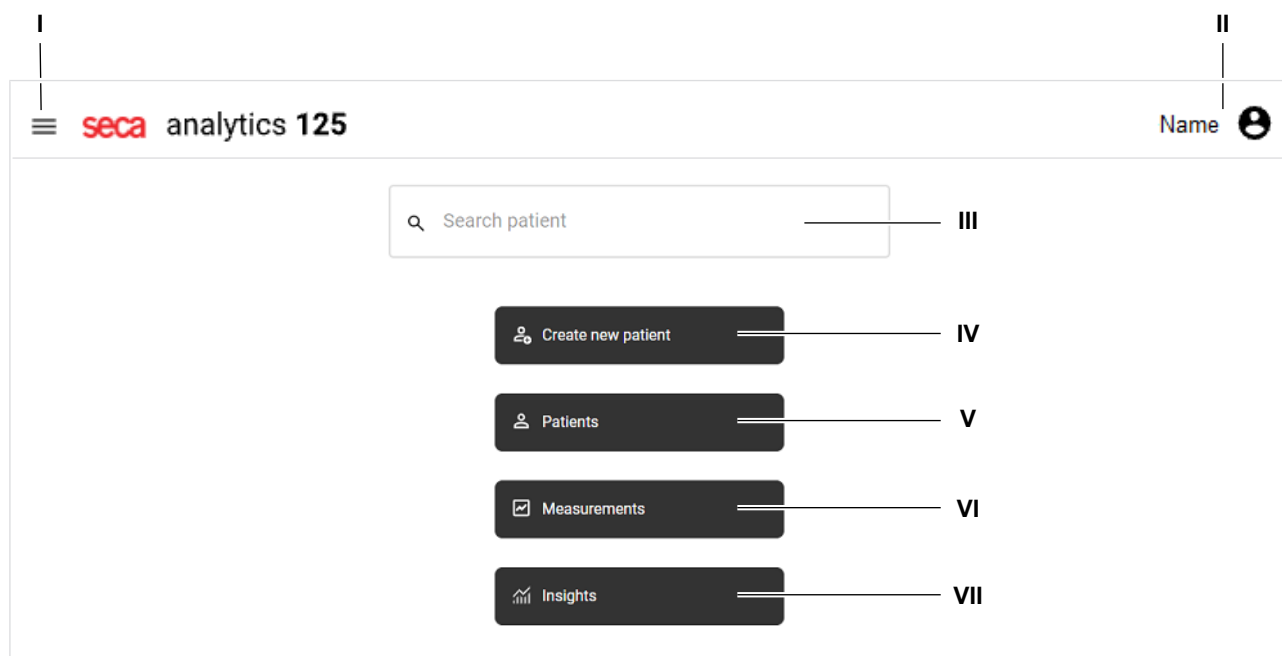 I
II
seca analytics 125
Name
Search patient
III
Create new patient
IV
Patients
V
Measurements
VI
Insights
VII